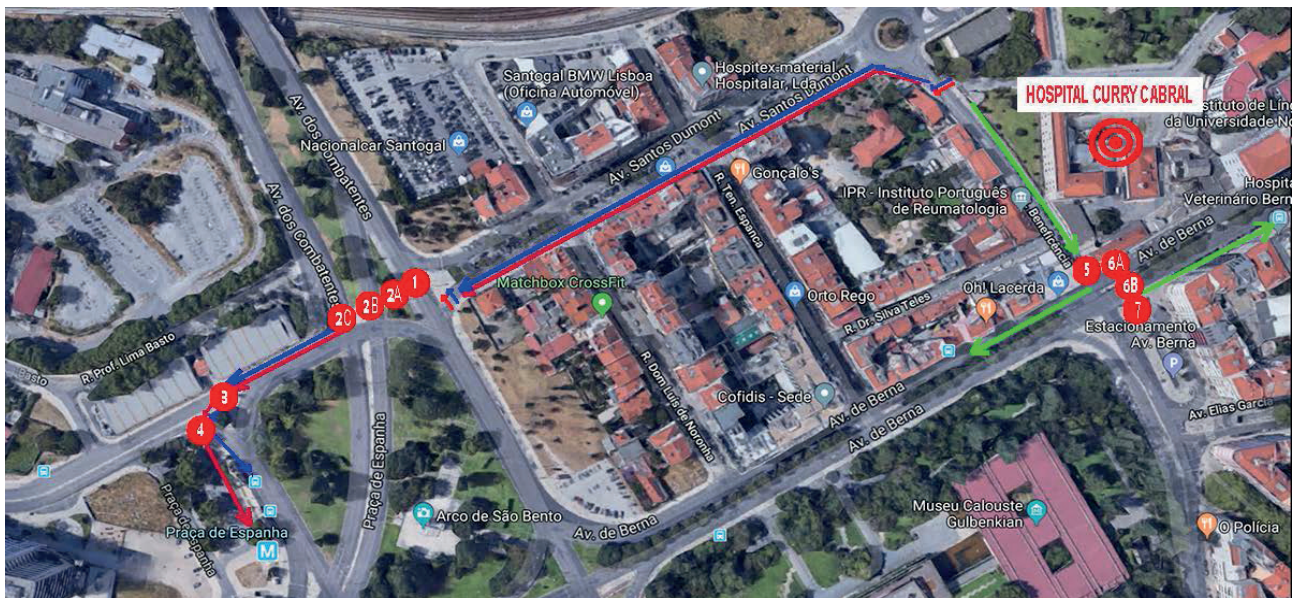 Santogal BMW Lisboa
(Oficina Automóvel)
Hospitex-material
Hospitalar, Lda
Av. Santos Dumont
HOSPITAL CURRY CABRAL
Instituto de Lín
da Universidade No
Av. dos Combatentes
Nacionalcar Santogal
Av. Santos Dumont
Gonçalo's
R. Ten. Espanca
IPR - Instituto Português
de Reumatologia
Beneficência
Hospita
Veterinário Bern
Av. de Berna
Av. dos Combatentes
1
2A
2B
2C
Matchbox CrossFit
Orto Rego
Oh! Lacerda
5
6A
6B
7
R. Dr. Silva Teles
Estacionamento
Av. Berna
P
R. Prof. Lima Basto
Basto
3
4
R. Dom Luís de Noronha
Cofidis - Sede
Av. de Berna
Av. de Berna
Av. Elias Garcia
Praça de Espanha
Praça de Espanha
Praça de Espanha
M
Arco de São Bento
Av. de Berna
Museu Calouste
Gulbenkian
O Polícia